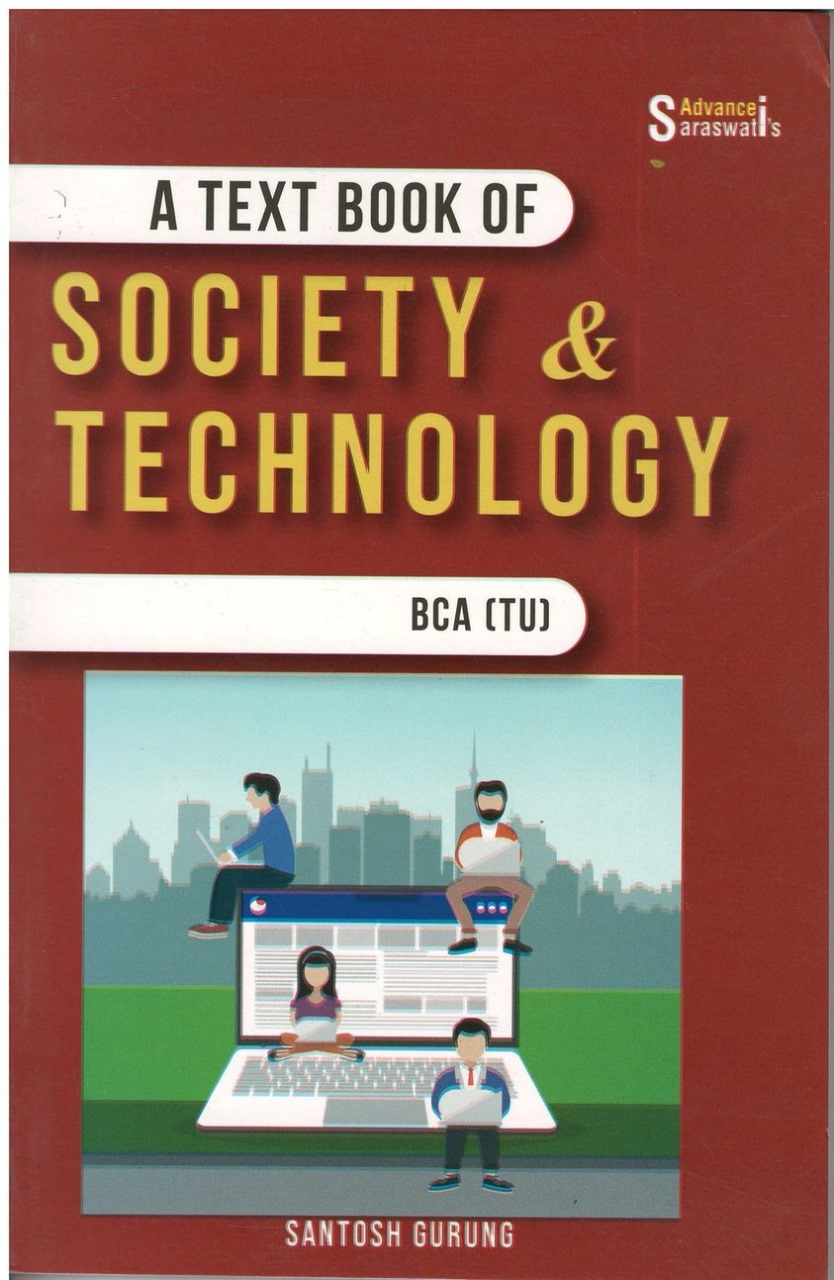 Advance
Saraswati's
A TEXT BOOK OF
SOCIETY &
TECHNOLOGY
BCA (TU)
SANTOSH GURUNG